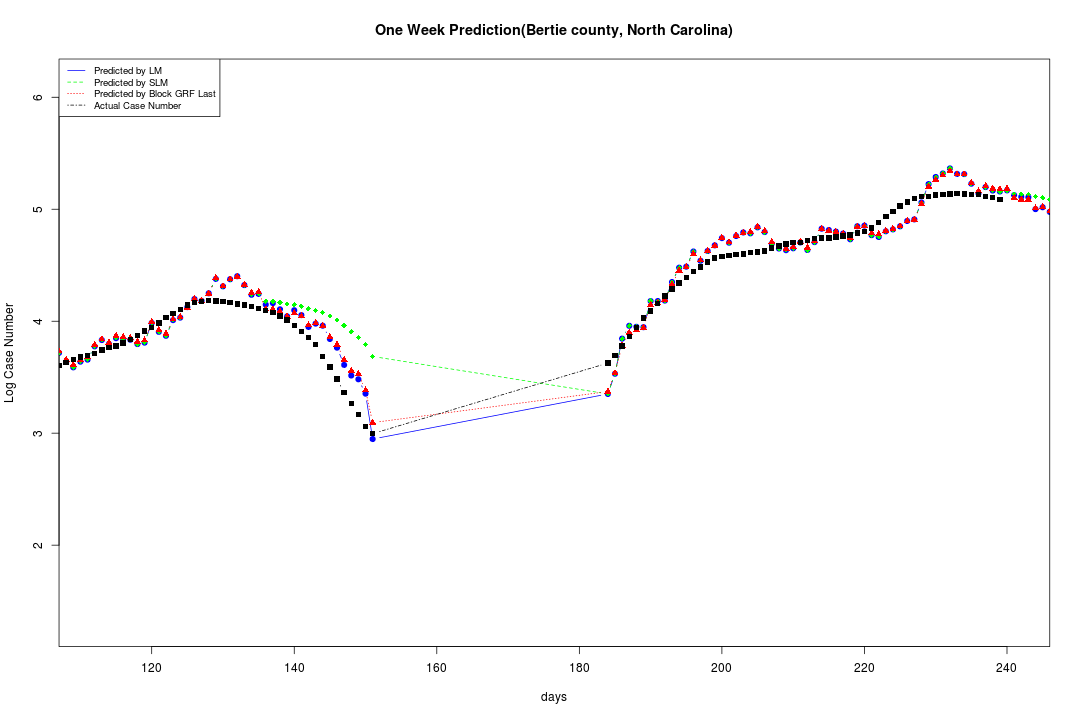 One Week Prediction(Bertie county, North Carolina)
Predicted by LM
Predicted by SLM
Predicted by Block GRF Last
Actual Case Number
Log Case Number
6
5
4
3
2
120 140 160 180 200 220 240
days